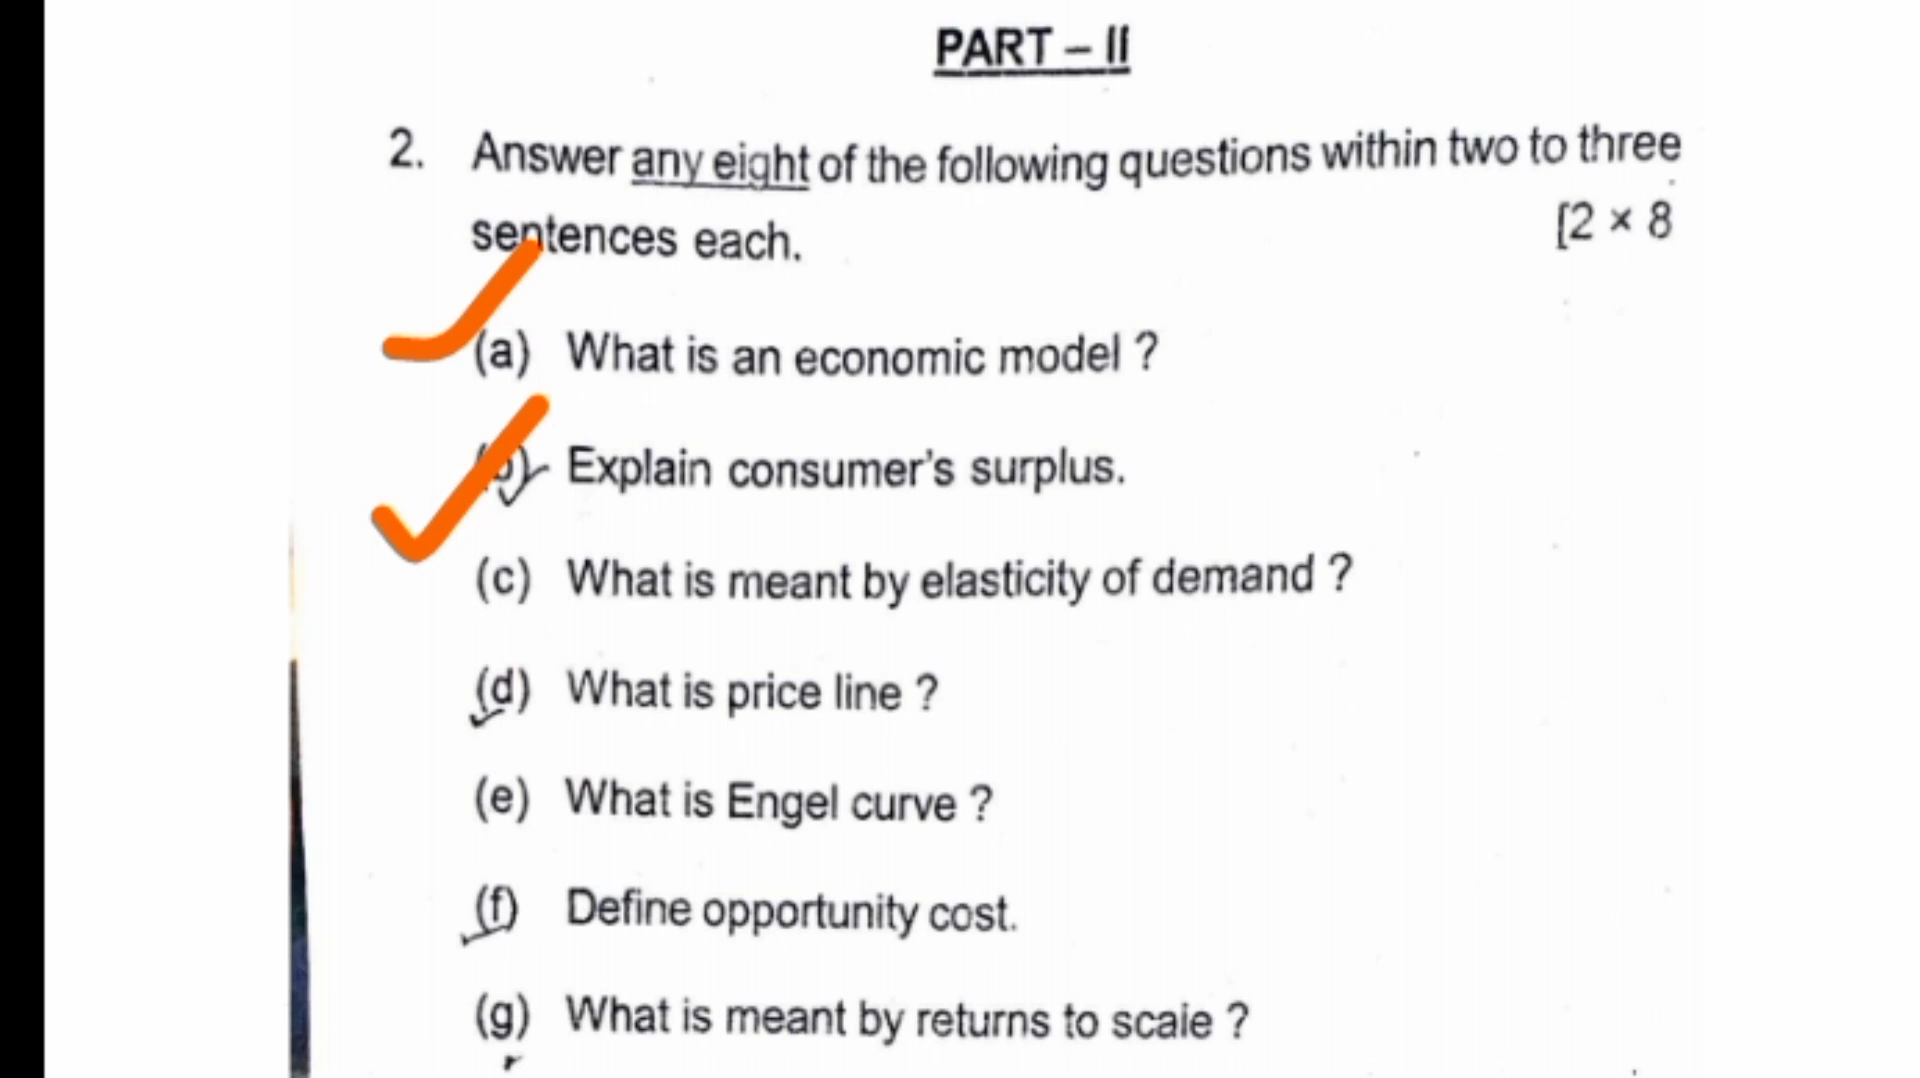 PART – II
2. Answer any eight of the following questions within two to three
sentences each. [2 × 8
(a) What is an economic model ?
(b) Explain consumer's surplus.
(c) What is meant by elasticity of demand ?
(d) What is price line ?
(e) What is Engel curve ?
(f) Define opportunity cost.
(g) What is meant by returns to scale ?